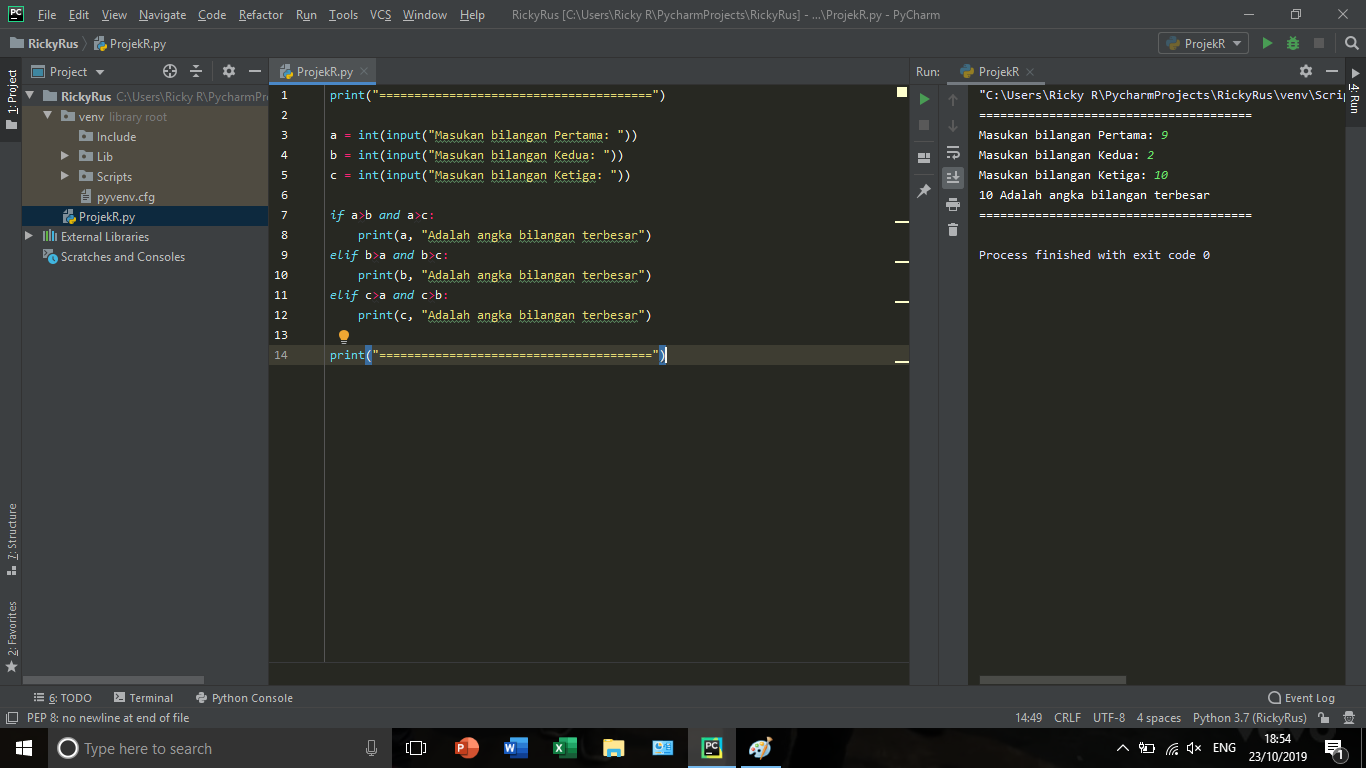 File Edit View Navigate Code Refactor Run Tools VCS Window Help RickyRus [C:\Users\Ricky R\PycharmProjects\RickyRus] - ...\ProjekR.py - PyCharm
RickyRus ProjekR.py ProjekR
1: Project
Project
RickyRus C:\Users\Ricky R\PycharmPr
venv library root
Include
Lib
Scripts
pyvenv.cfg
ProjekR.py
External Libraries
Scratches and Consoles
7: Structure
2: Favorites
ProjekR.py
1 print("=======================================")
2
3 a = int(input("Masukan bilangan Pertama: "))
4 b = int(input("Masukan bilangan Kedua: "))
5 c = int(input("Masukan bilangan Ketiga: "))
6
7 if a>b and a>c:
8 print(a, "Adalah angka bilangan terbesar")
9 elif b>a and b>c:
10 print(b, "Adalah angka bilangan terbesar")
11 elif c>a and c>b:
12 print(c, "Adalah angka bilangan terbesar")
13
14 print("=======================================")
Run: ProjekR
"C:\Users\Ricky R\PycharmProjects\RickyRus\venv\Scri
=======================================
Masukan bilangan Pertama: 9
Masukan bilangan Kedua: 2
Masukan bilangan Ketiga: 10
10 Adalah angka bilangan terbesar
=======================================
Process finished with exit code 0
4: Run
6: TODO Terminal Python Console Event Log
PEP 8: no newline at end of file 14:49 CRLF UTF-8 4 spaces Python 3.7 (RickyRus)
Type here to search ENG 18:54
23/10/2019 1